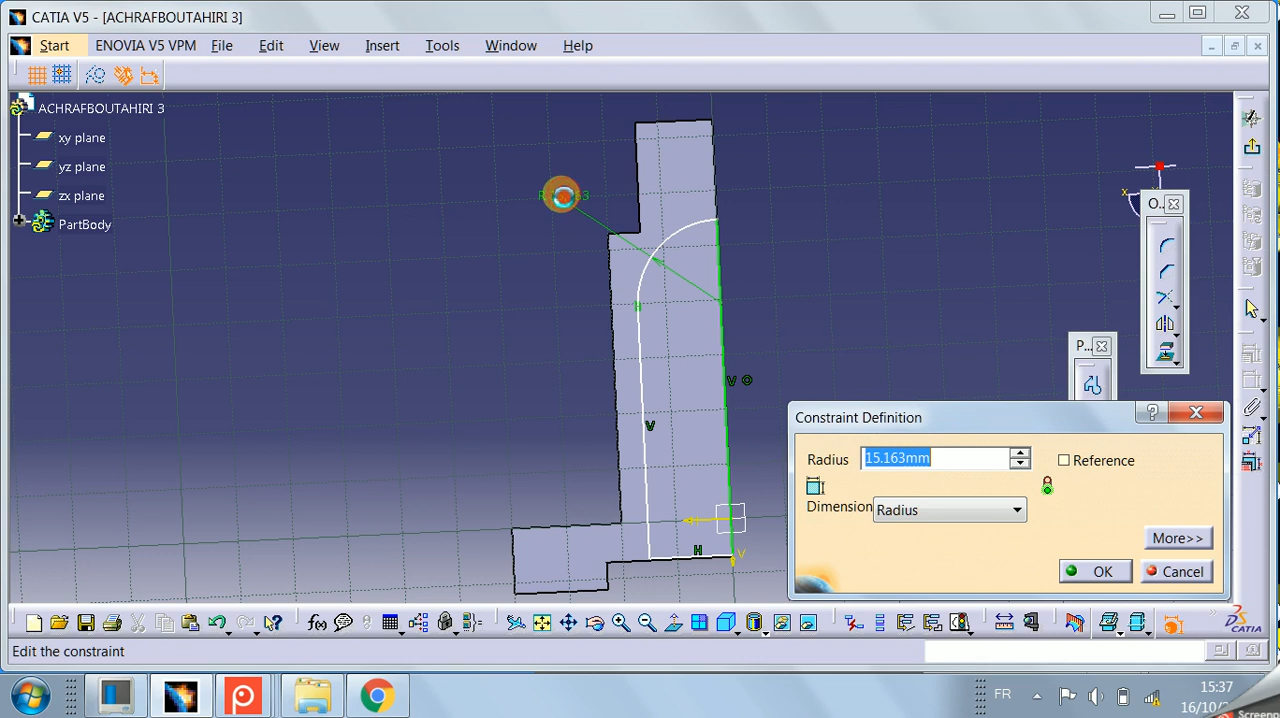 CATIA V5 - [ACHRAFBOUTAHIRI 3]
Start ENOVIA V5 VPM File Edit View Insert Tools Window Help
ACHRAFBOUTAHIRI 3
xy plane
yz plane
zx plane
PartBody
x
O...
P...
H
V
V
H
V
Constraint Definition
Radius 15.163mm Reference
Dimension Radius
More>>
OK Cancel
f(x)
CATIA
Edit the constraint
FR 15:37